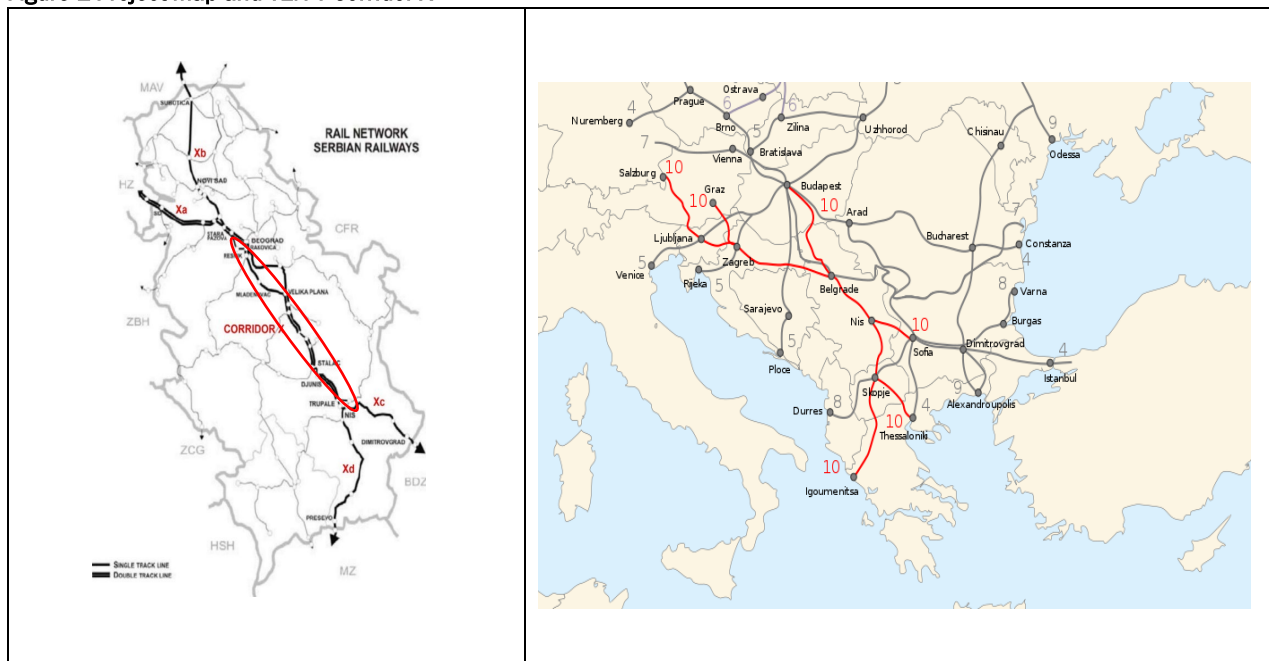 MAV
SUBOTICA
RAIL NETWORK
SERBIAN RAILWAYS
Xb
NOVI SAD
HZ
Xa
STARA
PAZOVA
BEOGRAD
RAKOVICA
RESNIK
CFR
MLADENOVAC
VELIKA PLANA
ZBH
CORRIDOR X
STALAC
DJUNIS
TRUPALE
NIS
Xc
DIMITROVGRAD
ZCG
Xd
BDZ
PRESEVO
HSH
MZ
SINGLE TRACK LINE
DOUBLE TRACK LINE
Ostrava
Prague
4
6
6
Nuremberg
Brno
Zilina
Uzhhorod
Chisinau
9
Odessa
7
5
Vienna
Bratislava
Salzburg
10
Graz
10
Budapest
10
Arad
7
Ljubljana
Zagreb
Bucharest
Constanza
4
Venice
5
Rijeka
5
Belgrade
8
Varna
Sarajevo
Nis
10
Burgas
Sofia
Dimitrovgrad
5
Ploce
4
Istanbul
Skopje
9
Alexandroupolis
Durres
8
4
10
Thessaloniki
10
Igoumenitsa